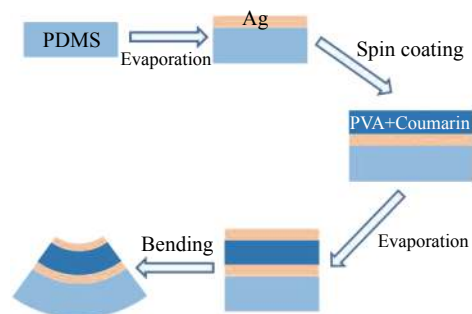 PDMS
Evaporation
Ag
Spin coating
PVA+Coumarin
Evaporation
Bending